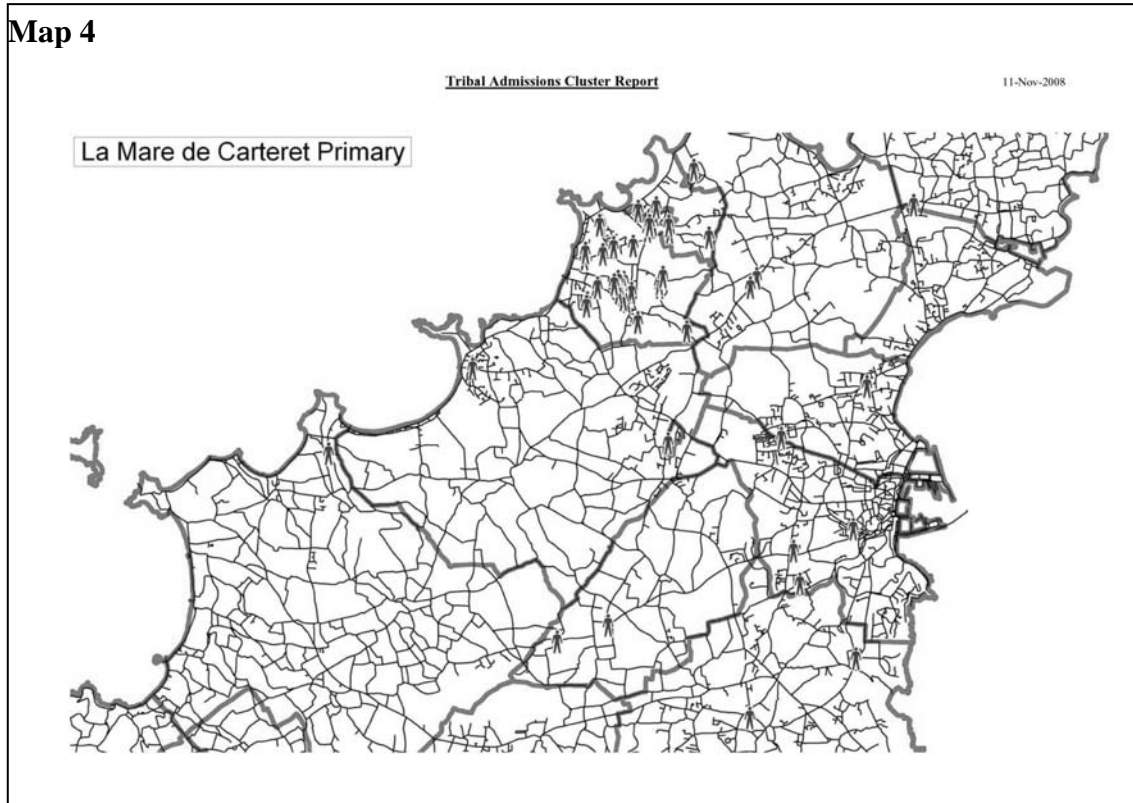 Map 4
Tribal Admissions Cluster Report
11-Nov-2008
La Mare de Carteret Primary